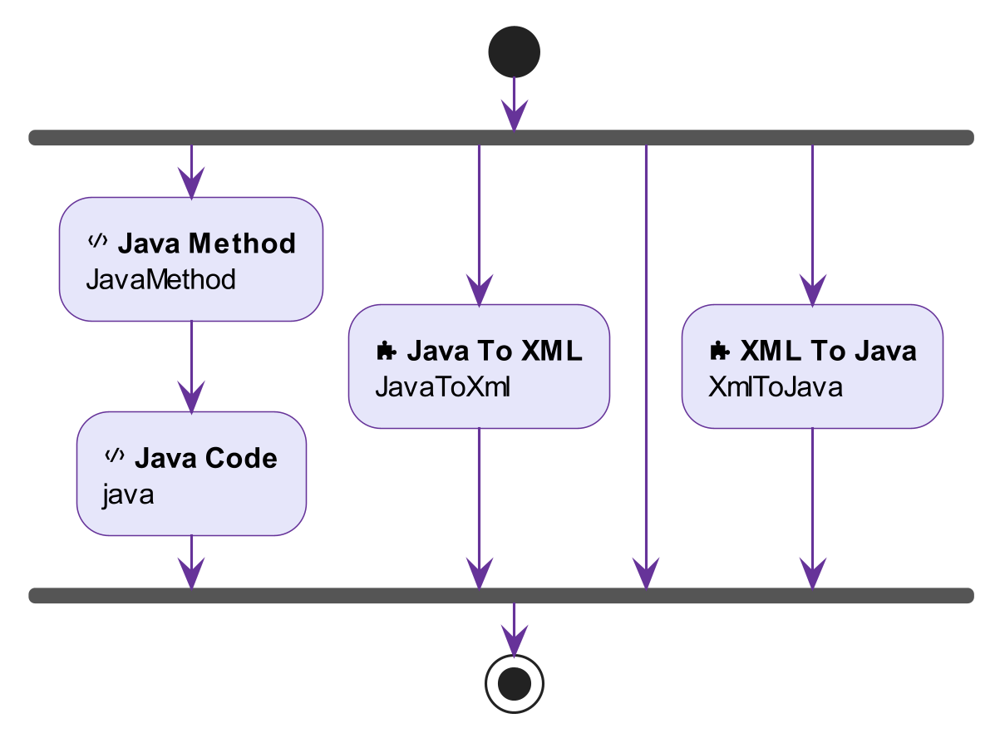 Java Method
JavaMethod
Java To XML
JavaToXml
XML To Java
XmlToJava
Java Code
java